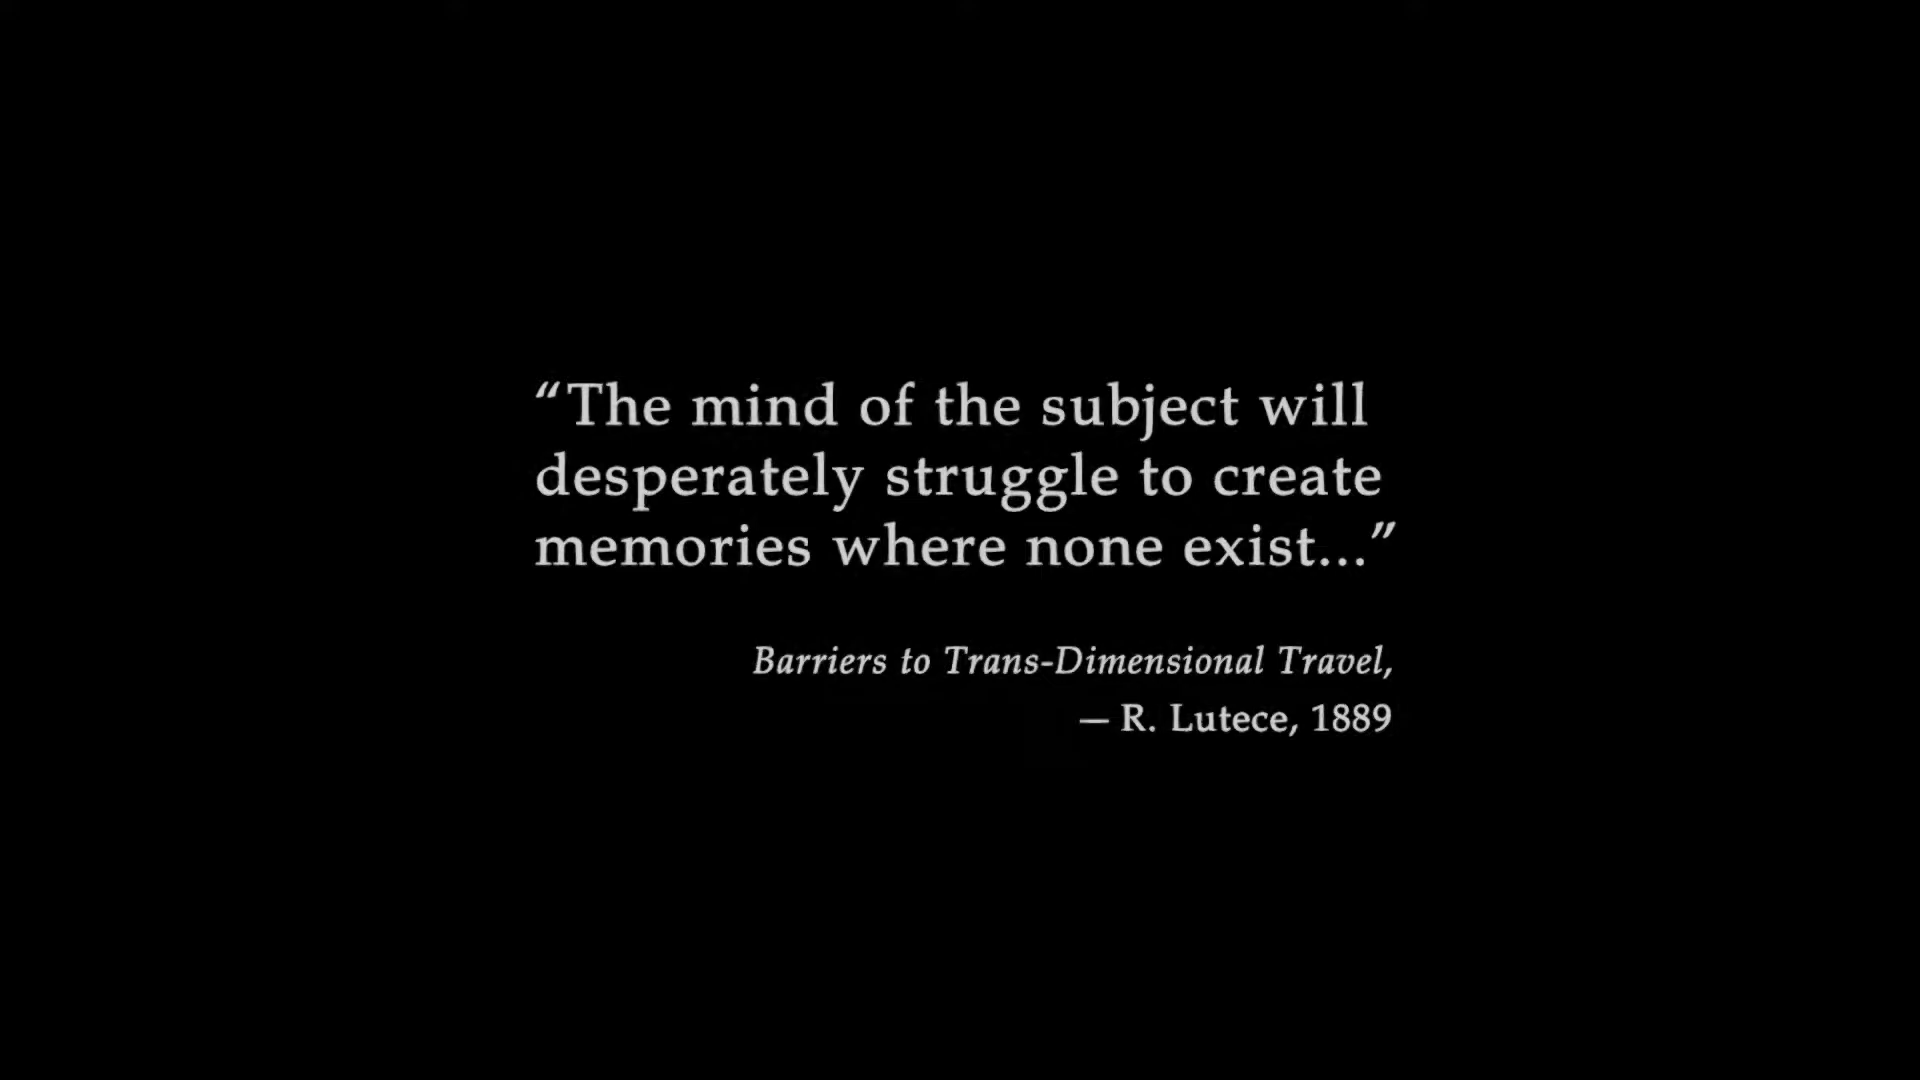 “The mind of the subject will
desperately struggle to create
memories where none exist...”
Barriers to Trans-Dimensional Travel,
— R. Lutece, 1889